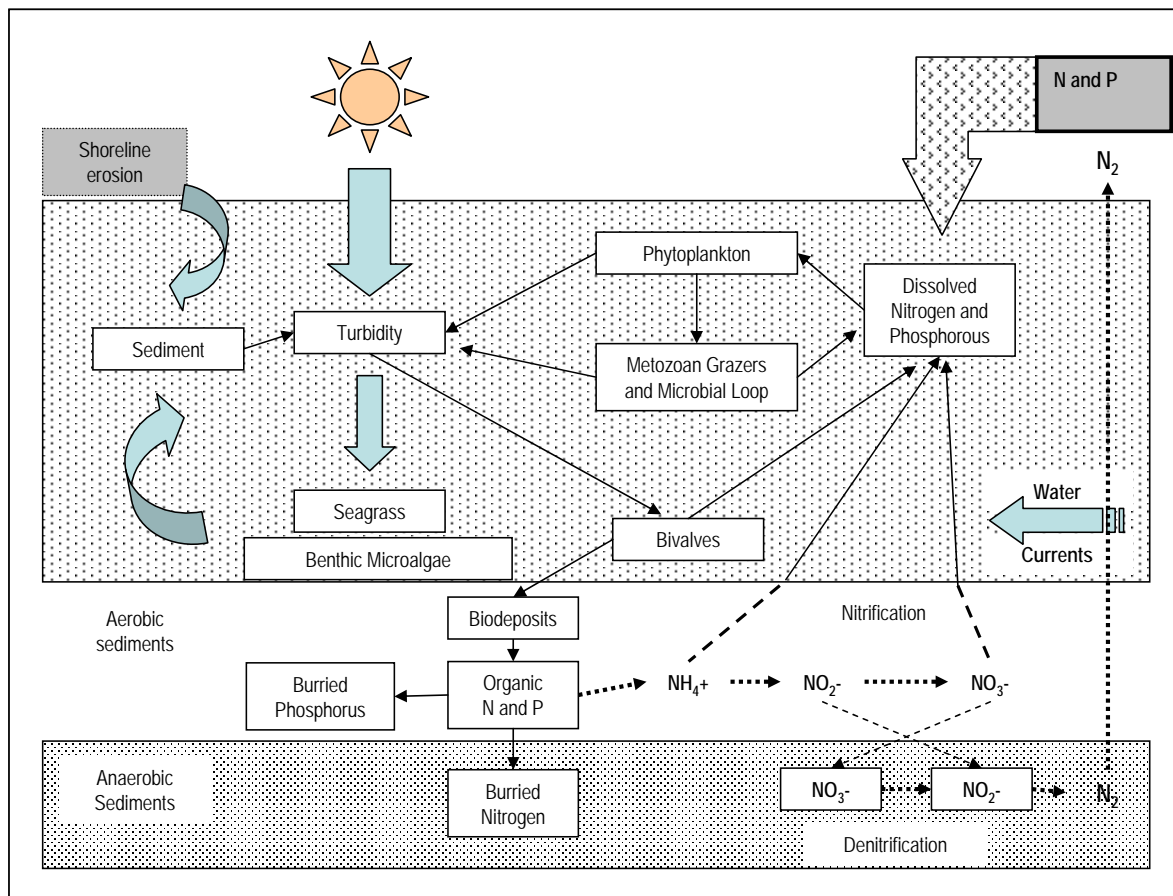 N and P
Shoreline
erosion
N₂
Phytoplankton
Dissolved
Nitrogen and
Phosphorous
Turbidity
Sediment
Metozoan Grazers
and Microbial Loop
Water
Currents
Seagrass
Bivalves
Benthic Microalgae
Aerobic
sediments
Biodeposits
Nitrification
Burried
Phosphorus
Organic
N and P
NH₄+
NO₂-
NO₃-
Anaerobic
Sediments
Burried
Nitrogen
NO₃-
NO₂-
N₂
Denitrification